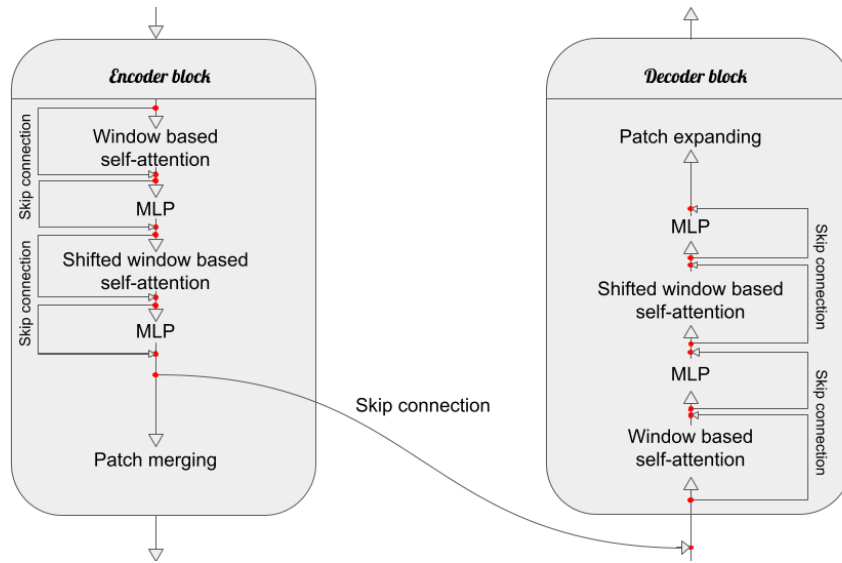 Encoder block
Skip connection
Window based
self-attention
MLP
Skip connection
Shifted window based
self-attention
MLP
Patch merging
Skip connection
Decoder block
Patch expanding
MLP
Skip connection
Shifted window based
self-attention
MLP
Skip connection
Window based
self-attention